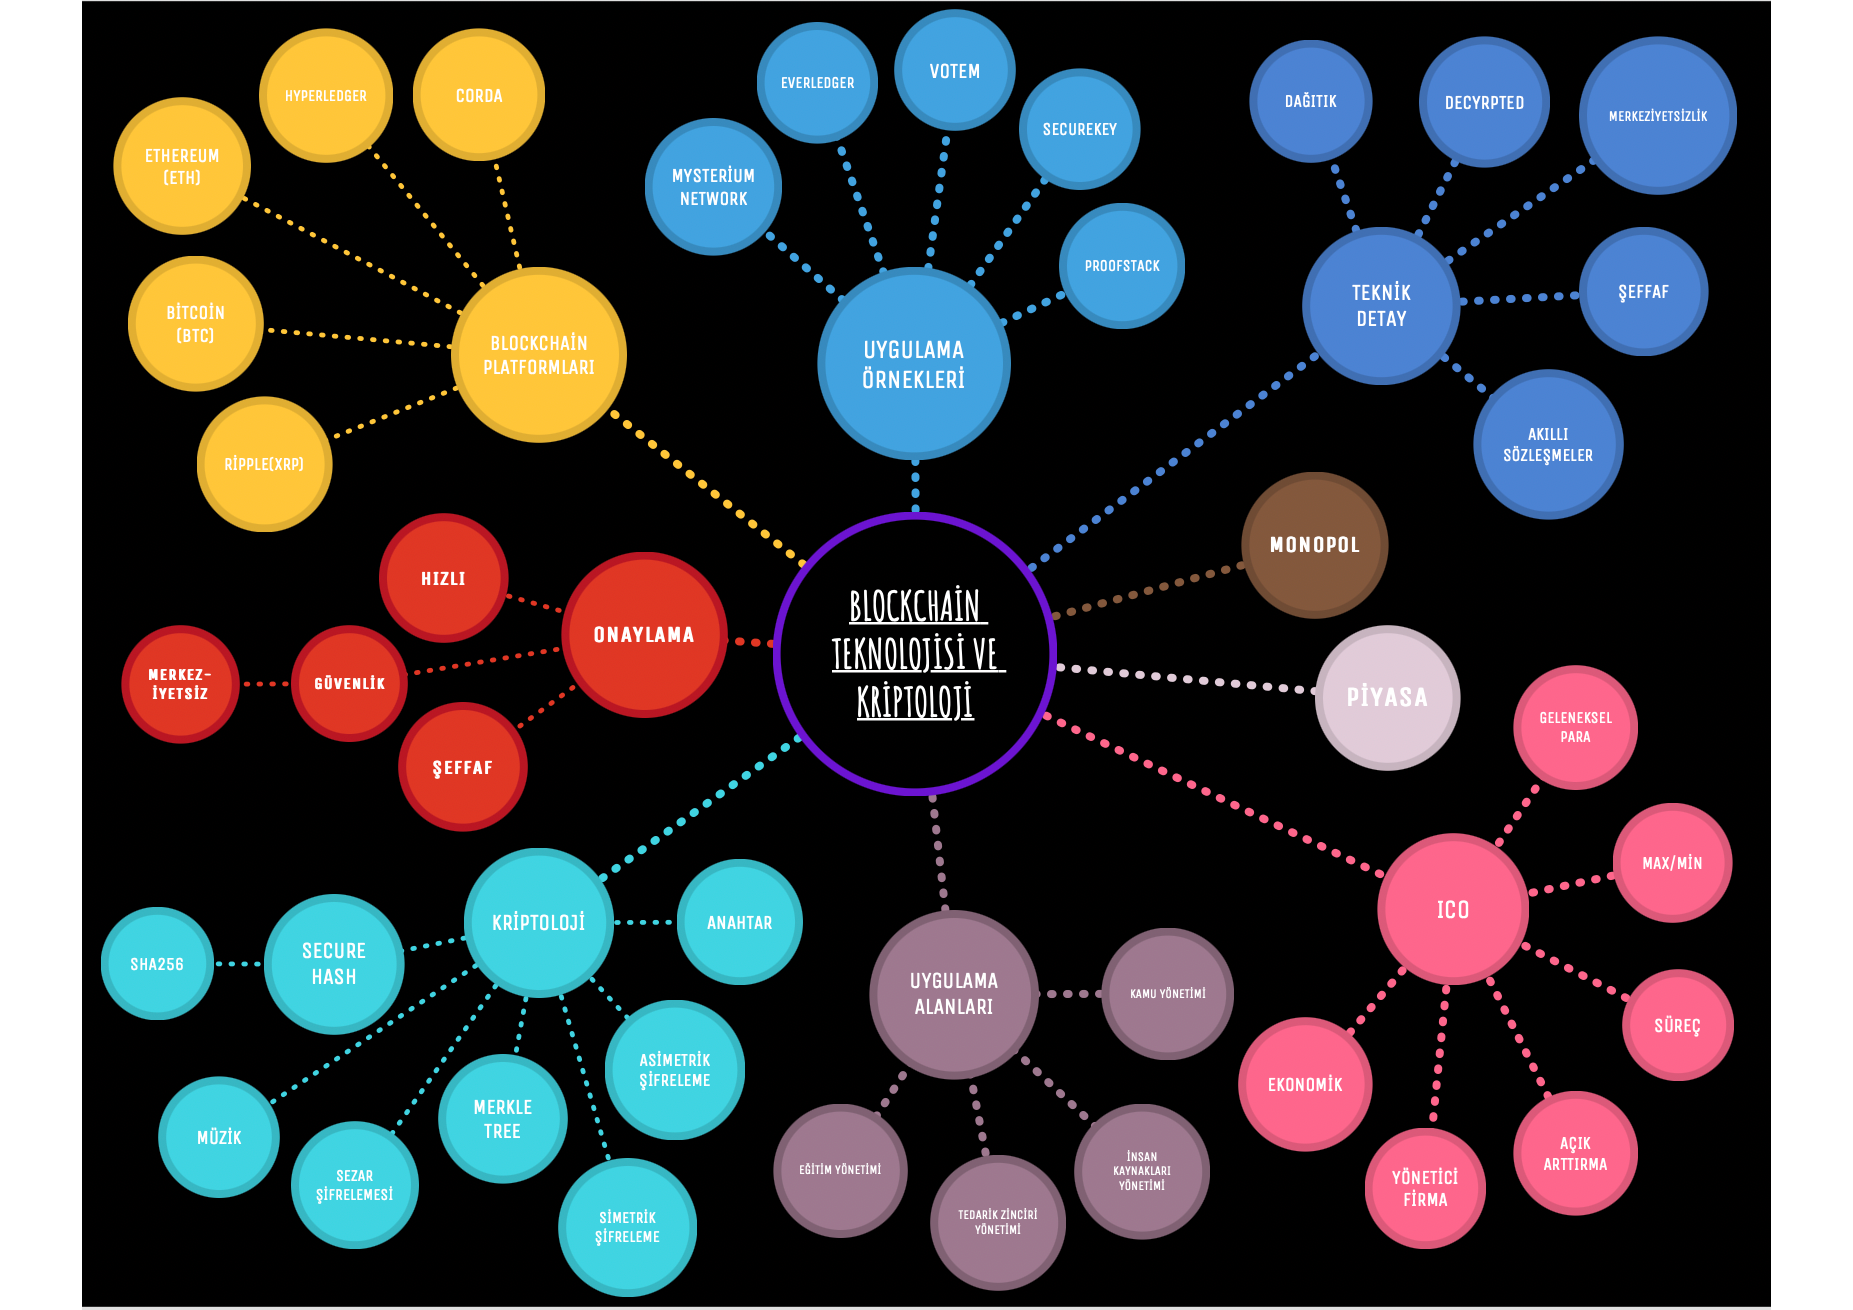 BLOCKCHAİN
TEKNOLOJİSİ VE
KRİPTOLOJİ
BLOCKCHAİN
PLATFORMLARI
CORDA
HYPERLEDGER
ETHEREUM
(ETH)
BİTCOİN
(BTC)
RİPPLE(XRP)
UYGULAMA
ÖRNEKLERİ
MYSTERİUM
NETWORK
EVERLEDGER
VOTEM
SECUREKEY
PROOFSTACK
TEKNİK
DETAY
DAĞITIK
DECYRPTED
MERKEZİYETSİZLİK
ŞEFFAF
AKILLI
SÖZLEŞMELER
MONOPOL
PİYASA
ICO
GELENEKSEL
PARA
MAX/MİN
SÜREÇ
AÇIK
ARTTIRMA
YÖNETİCİ
FİRMA
EKONOMİK
UYGULAMA
ALANLARI
KAMU YÖNETİMİ
İNSAN
KAYNAKLARI
YÖNETİMİ
TEDARİK ZİNCİRİ
YÖNETİMİ
EĞİTİM YÖNETİMİ
KRİPTOLOJİ
ANAHTAR
ASİMETRİK
ŞİFRELEME
SİMETRİK
ŞİFRELEME
MERKLE
TREE
SEZAR
ŞİFRELEMESİ
MÜZİK
SECURE
HASH
SHA256
ONAYLAMA
HIZLI
GÜVENLİK
MERKEZ-
İYETSİZ
ŞEFFAF